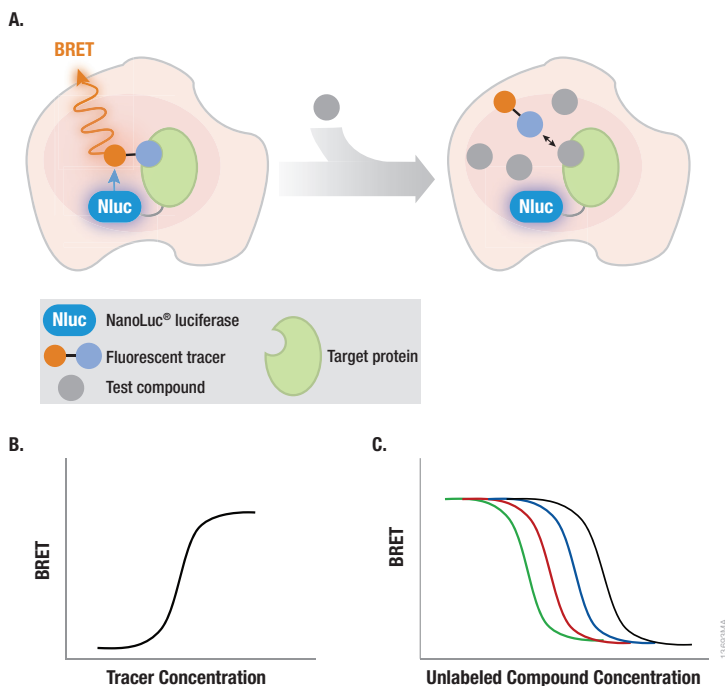 A.
BRET
Nluc
Nluc
Nluc NanoLuc® luciferase
Fluorescent tracer
Target protein
Test compound
B.
BRET
Tracer Concentration
C.
BRET
Unlabeled Compound Concentration
13693MA